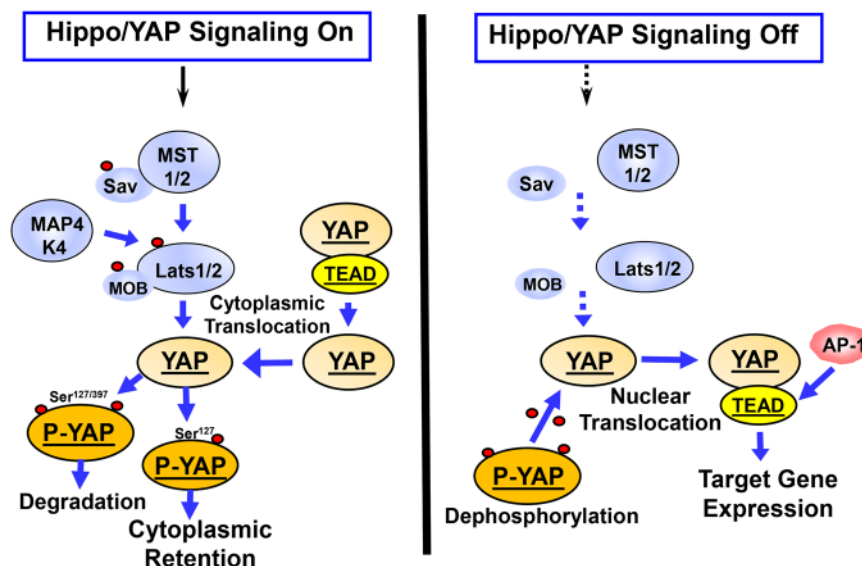 Hippo/YAP Signaling On
MST
1/2
Sav
MAP4
K4
Lats1/2
MOB
YAP
TEAD
Cytoplasmic
Translocation
YAP
YAP
Ser127/397
P-YAP
Ser127
P-YAP
Degradation
Cytoplasmic
Retention
Hippo/YAP Signaling Off
MST
1/2
Sav
Lats1/2
MOB
YAP
YAP
AP-1
TEAD
Nuclear
Translocation
P-YAP
Dephosphorylation
Target Gene
Expression